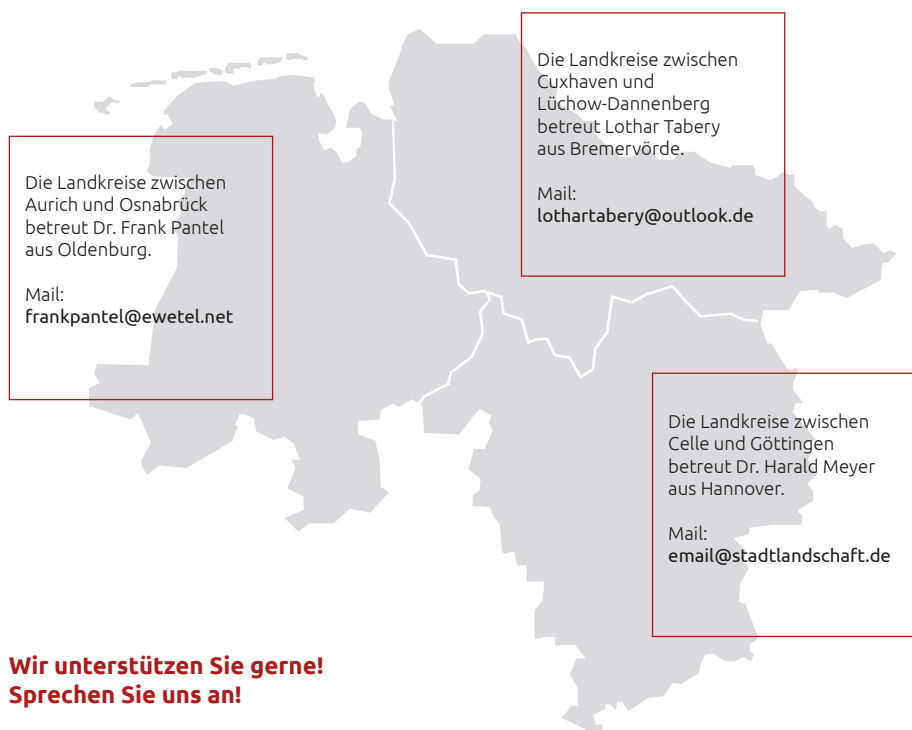 Die Landkreise zwischen
Cuxhaven und
Lüchow-Dannenberg
betreut Lothar Tabery
aus Bremervörde.
Mail:
lothartabery@outlook.de
Die Landkreise zwischen
Aurich und Osnabrück
betreut Dr. Frank Pantel
aus Oldenburg.
Mail:
frankpantel@ewetel.net
Die Landkreise zwischen
Celle und Göttingen
betreut Dr. Harald Meyer
aus Hannover.
Mail:
email@stadtlandschaft.de
Wir unterstützen Sie gerne!
Sprechen Sie uns an!